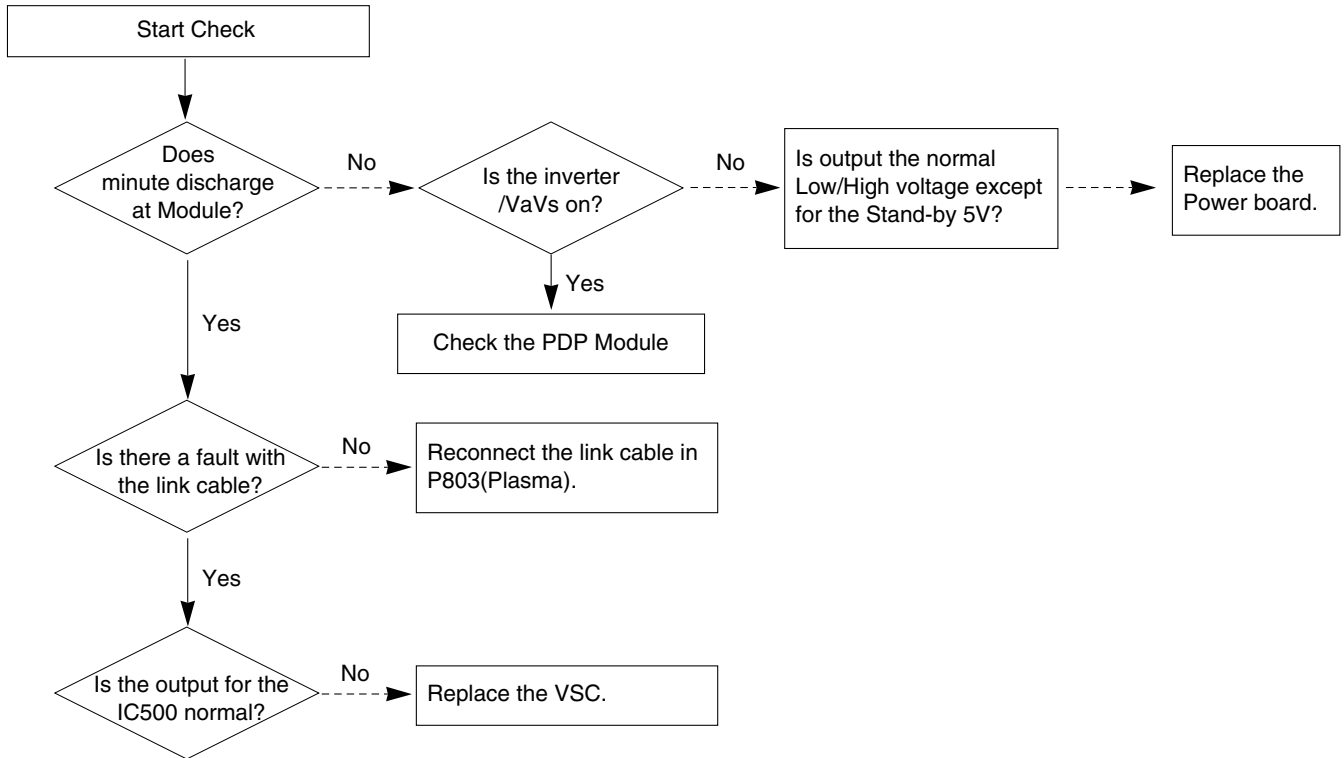 Start Check
Does
minute discharge
at Module?
No
Is the inverter
/VaVs on?
No
Is output the normal
Low/High voltage except
for the Stand-by 5V?
Replace the
Power board.
Yes
Check the PDP Module
Yes
Is there a fault with
the link cable?
No
Reconnect the link cable in
P803(Plasma).
Yes
Is the output for the
IC500 normal?
No
Replace the VSC.